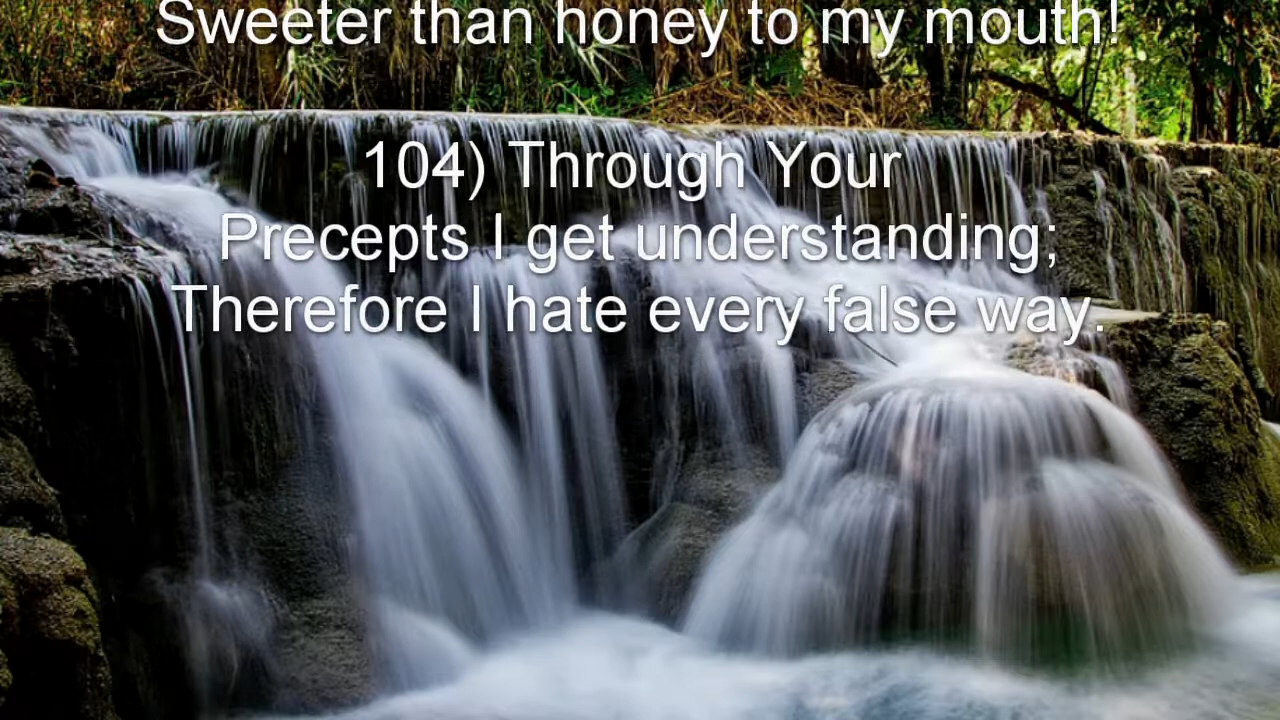 Sweeter than honey to my mouth!
104) Through Your
Precepts I get understanding;
Therefore I hate every false way.